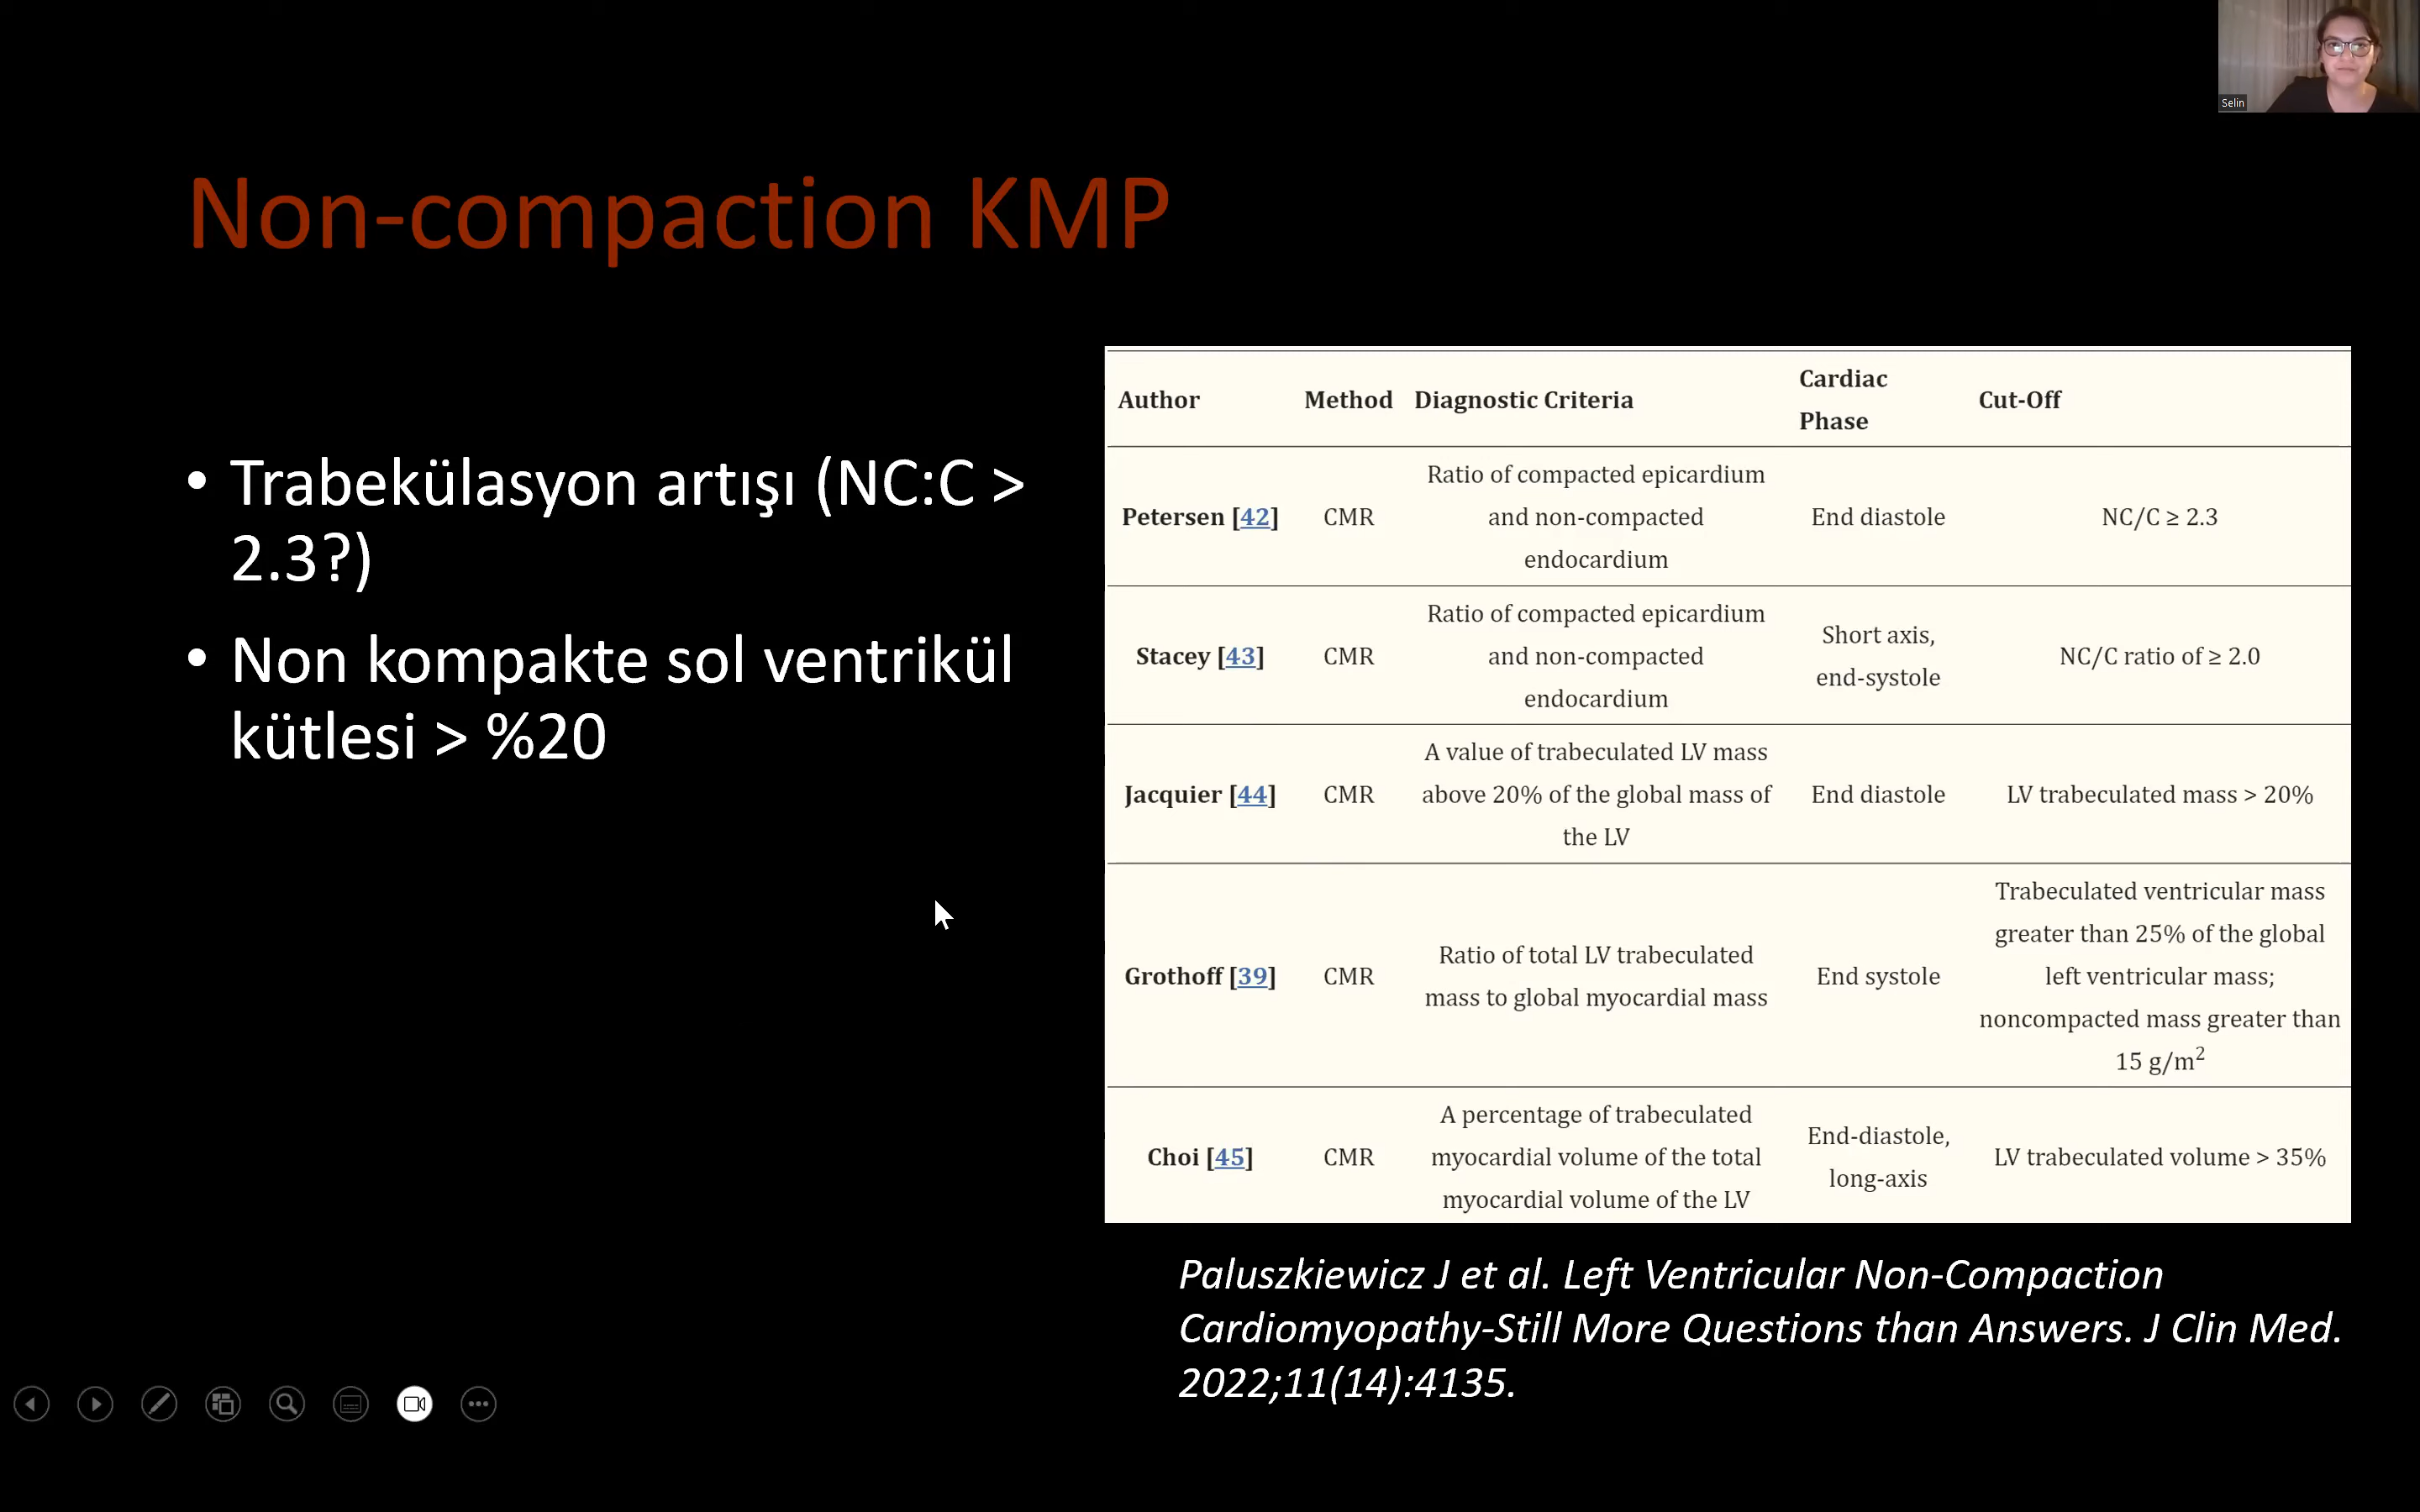 Selin
Non-compaction KMP
• Trabekülasyon artışı (NC:C >
2.3?)
• Non kompakte sol ventrikül
kütlesi > %20
Author Method Diagnostic Criteria Cardiac Phase Cut-Off
Petersen [42] CMR Ratio of compacted epicardium and non-compacted endocardium End diastole NC/C ≥ 2.3
Stacey [43] CMR Ratio of compacted epicardium and non-compacted endocardium Short axis, end-systole NC/C ratio of ≥ 2.0
Jacquier [44] CMR A value of trabeculated LV mass above 20% of the global mass of the LV End diastole LV trabeculated mass > 20%
Grothoff [39] CMR Ratio of total LV trabeculated mass to global myocardial mass End systole Trabeculated ventricular mass greater than 25% of the global left ventricular mass; noncompacted mass greater than 15 g/m²
Choi [45] CMR A percentage of trabeculated myocardial volume of the total myocardial volume of the LV End-diastole, long-axis LV trabeculated volume > 35%
Paluszkiewicz J et al. Left Ventricular Non-Compaction
Cardiomyopathy-Still More Questions than Answers. J Clin Med.
2022;11(14):4135.